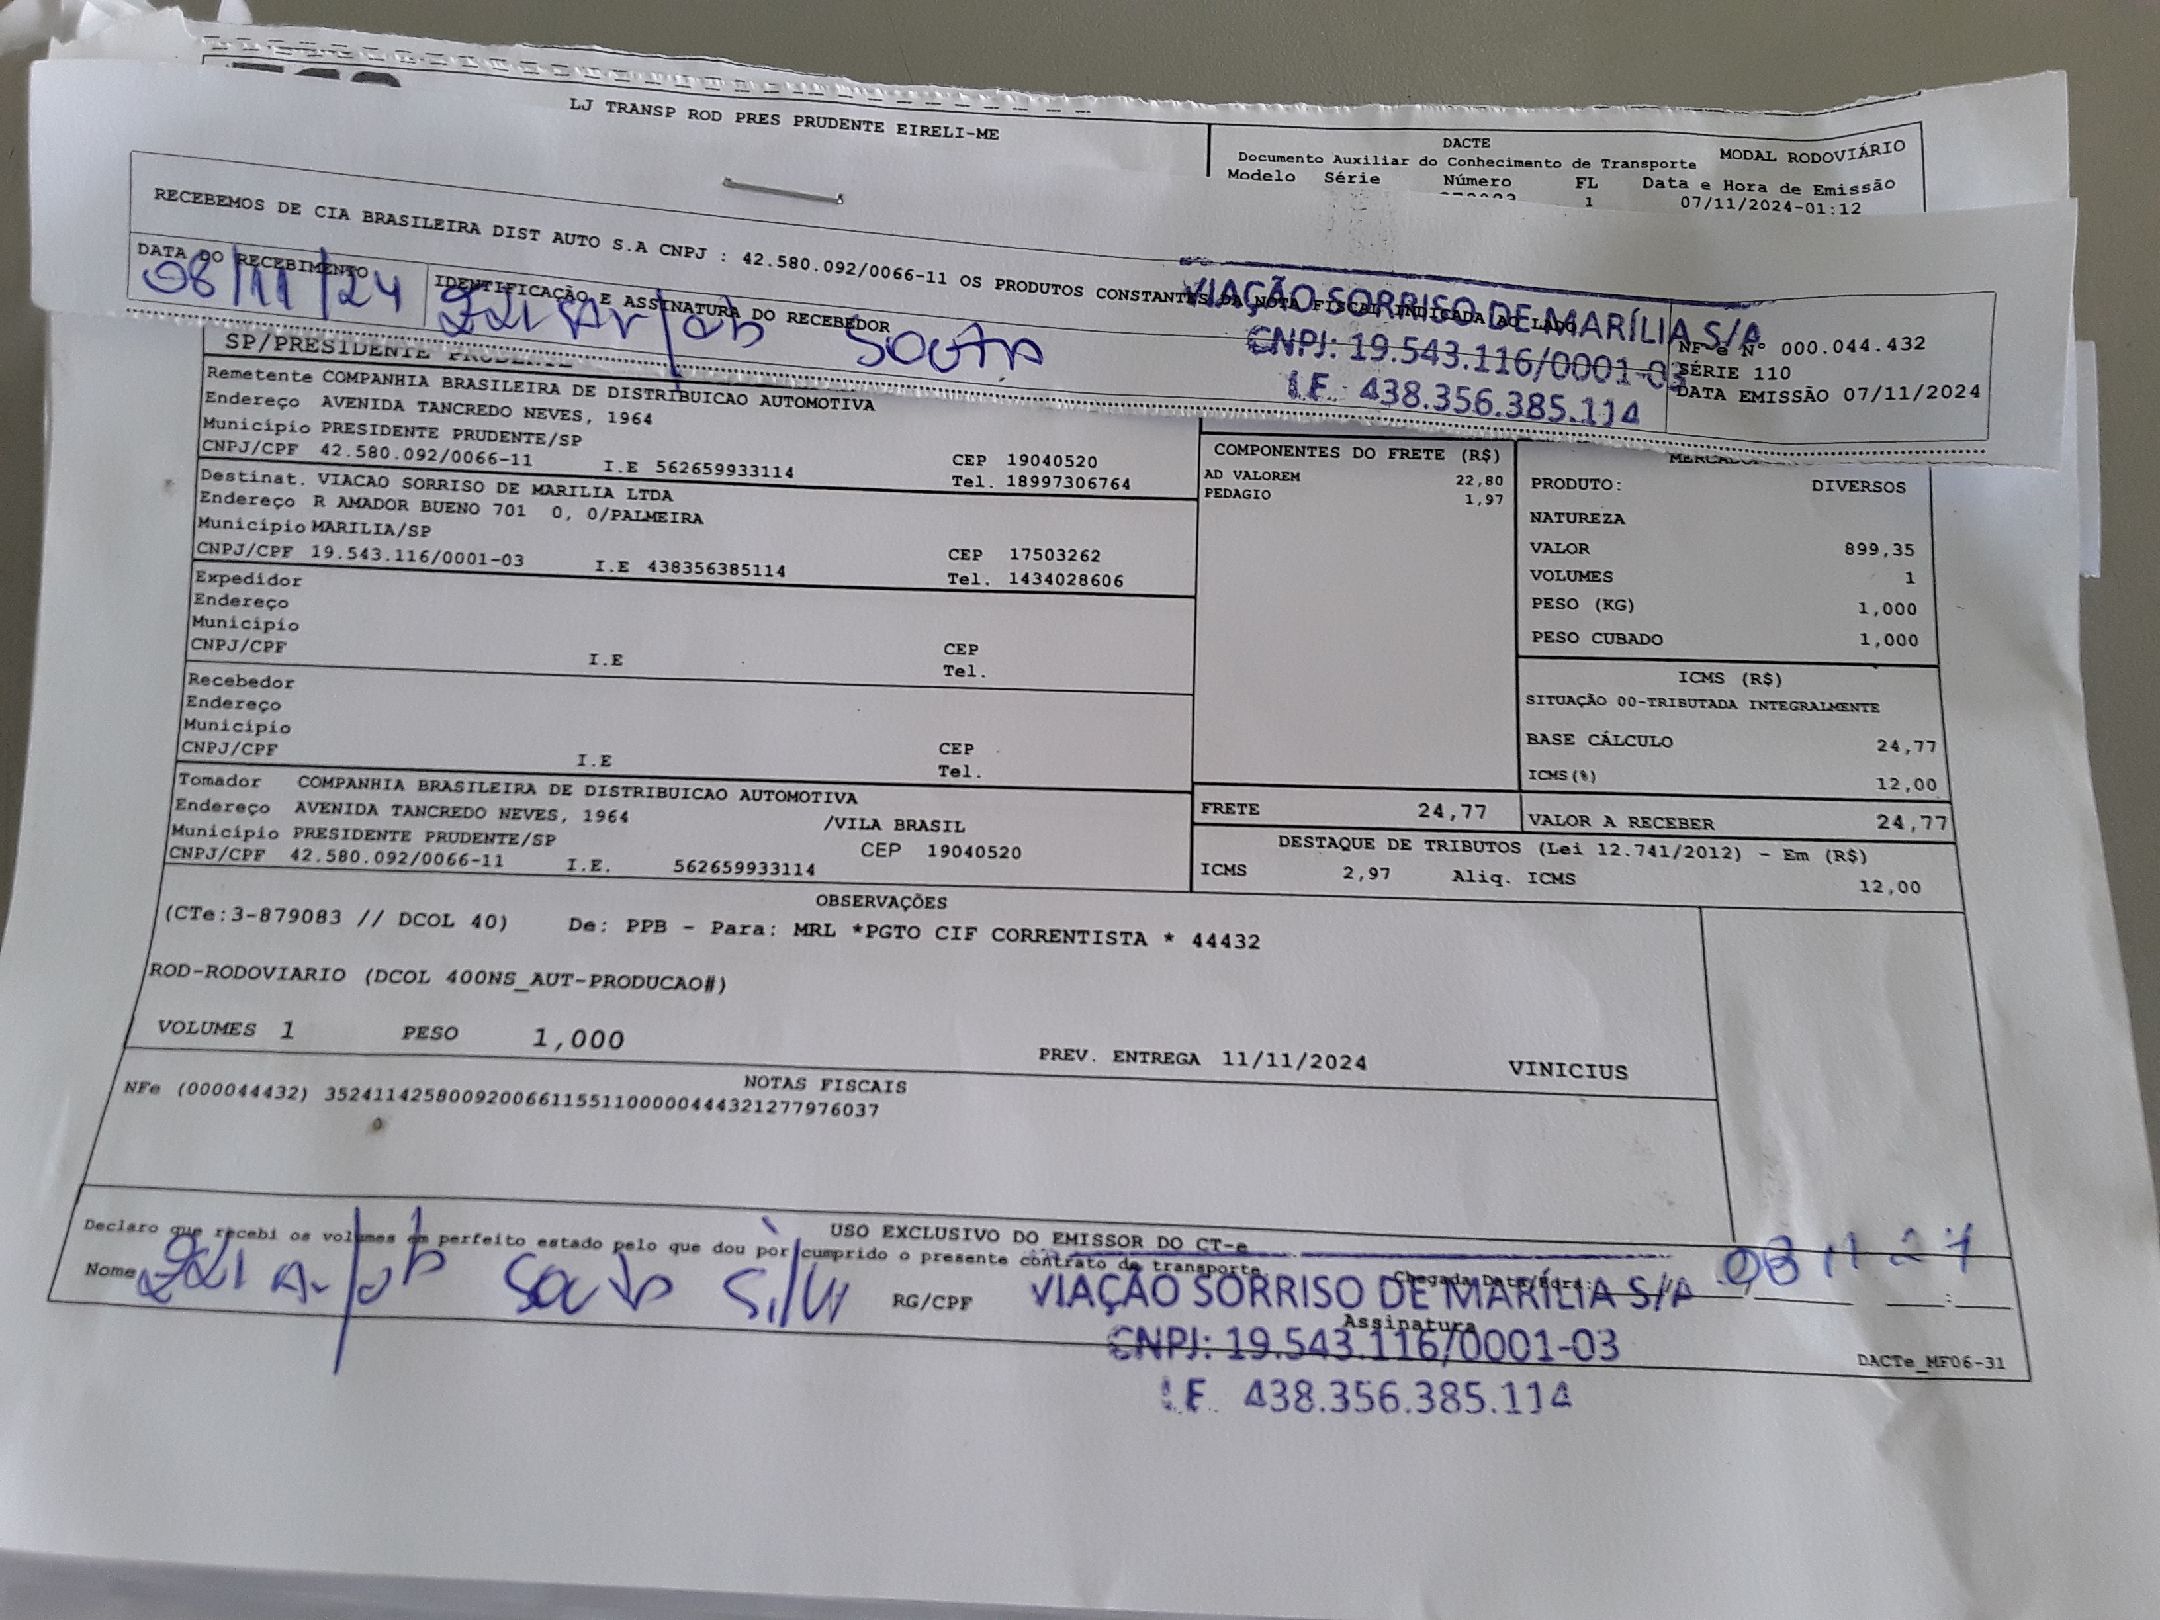 LJ TRANSP ROD PRES PRUDENTE EIRELI-ME
DACTE
Documento Auxiliar do Conhecimento de Transporte
MODAL RODOVIÁRIO
Modelo Série Número FL Data e Hora de Emissão
1 07/11/2024-01:12
RECEBEMOS DE CIA BRASILEIRA DIST AUTO S.A CNPJ : 42.580.092/0066-11 OS PRODUTOS CONSTANTES DA NOTA FISCAL INDICADA AO LADO
DATA DO RECEBIMENTO
08/11/24
IDENTIFICAÇÃO E ASSINATURA DO RECEBEDOR
VIAÇÃO SORRISO DE MARÍLIA S/A
CNPJ: 19.543.116/0001-03
I.E. 438.356.385.114
NF-e Nº 000.044.432
SÉRIE 110
DATA EMISSÃO 07/11/2024
SP/PRESIDENTE PRUDENTE
Remetente COMPANHIA BRASILEIRA DE DISTRIBUICAO AUTOMOTIVA
Endereço AVENIDA TANCREDO NEVES, 1964
Município PRESIDENTE PRUDENTE/SP CEP 19040520
CNPJ/CPF 42.580.092/0066-11 I.E 562659933114 Tel. 18997306764
Destinat. VIACAO SORRISO DE MARILIA LTDA
Endereço R AMADOR BUENO 701 0, 0/PALMEIRA
Município MARILIA/SP CEP 17503262
CNPJ/CPF 19.543.116/0001-03 I.E 438356385114 Tel. 1434028606
Expedidor
Endereço
Município CEP
CNPJ/CPF I.E Tel.
Recebedor
Endereço
Município CEP
CNPJ/CPF I.E Tel.
Tomador COMPANHIA BRASILEIRA DE DISTRIBUICAO AUTOMOTIVA
Endereço AVENIDA TANCREDO NEVES, 1964 /VILA BRASIL
Município PRESIDENTE PRUDENTE/SP CEP 19040520
CNPJ/CPF 42.580.092/0066-11 I.E. 562659933114
COMPONENTES DO FRETE (R$)
AD VALOREM 22,80
PEDAGIO 1,97
PRODUTO: DIVERSOS
NATUREZA
VALOR 899,35
VOLUMES 1
PESO (KG) 1,000
PESO CUBADO 1,000
ICMS (R$)
SITUAÇÃO 00-TRIBUTADA INTEGRALMENTE
BASE CÁLCULO 24,77
ICMS(%) 12,00
FRETE 24,77 VALOR A RECEBER 24,77
DESTAQUE DE TRIBUTOS (Lei 12.741/2012) - Em (R$)
ICMS 2,97 Aliq. ICMS 12,00
OBSERVAÇÕES
(CTe:3-879083 // DCOL 40) De: PPB - Para: MRL *PGTO CIF CORRENTISTA * 44432
ROD-RODOVIARIO (DCOL 400NS_AUT-PRODUCAO#)
VOLUMES 1 PESO 1,000 PREV. ENTREGA 11/11/2024 VINICIUS
NOTAS FISCAIS
NFe (000044432) 35241142580092006611551100000444321277976037
USO EXCLUSIVO DO EMISSOR DO CT-e
Declaro que recebi os volumes em perfeito estado pelo que dou por cumprido o presente contrato de transporte
Nome
RG/CPF
Chegada Data/Hora:
Assinatura
VIAÇÃO SORRISO DE MARÍLIA S/A
CNPJ: 19.543.116/0001-03
I.E. 438.356.385.114
DACTe_MF06-31